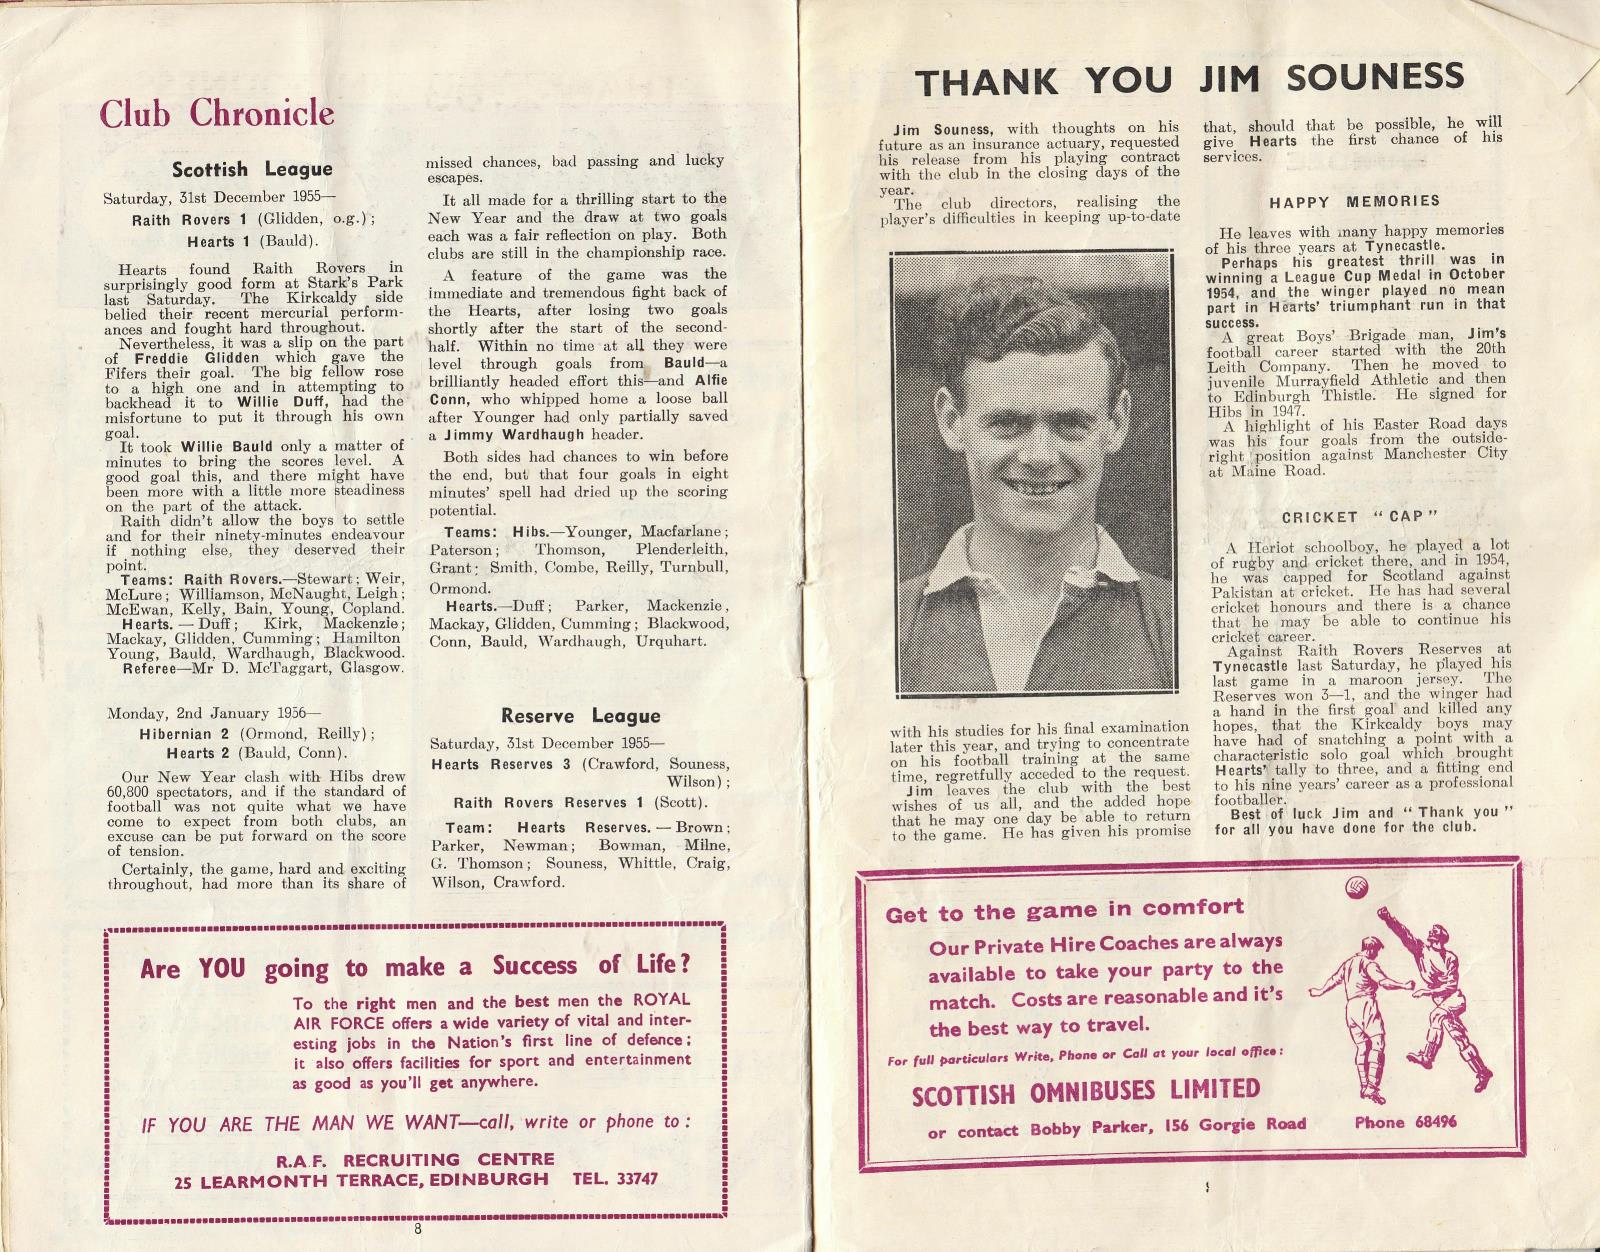 Club Chronicle
Scottish League
Saturday, 31st December 1955—
Raith Rovers 1 (Glidden, o.g.) ;
Hearts 1 (Bauld).
Hearts found Raith Rovers in
surprisingly good form at Stark's Park
last Saturday. The Kirkcaldy side
belied their recent mercurial perform-
ances and fought hard throughout.
Nevertheless, it was a slip on the part
of Freddie Glidden which gave the
Fifers their goal. The big fellow rose
to a high one and in attempting to
backhead it to Willie Duff, had the
misfortune to put it through his own
goal.
It took Willie Bauld only a matter of
minutes to bring the scores level. A
good goal this, and there might have
been more with a little more steadiness
on the part of the attack.
Raith didn't allow the boys to settle
and for their ninety-minutes endeavour
if nothing else, they deserved their
point.
Teams: Raith Rovers.—Stewart ; Weir,
McLure ; Williamson, McNaught, Leigh ;
McEwan, Kelly, Bain, Young, Copland.
Hearts. — Duff ; Kirk, Mackenzie ;
Mackay, Glidden, Cumming ; Hamilton
Young, Bauld, Wardhaugh, Blackwood.
Referee—Mr D. McTaggart, Glasgow.
Monday, 2nd January 1956—
Hibernian 2 (Ormond, Reilly) ;
Hearts 2 (Bauld, Conn).
Our New Year clash with Hibs drew
60,800 spectators, and if the standard of
football was not quite what we have
come to expect from both clubs, an
excuse can be put forward on the score
of tension.
Certainly, the game, hard and exciting
throughout, had more than its share of
missed chances, bad passing and lucky
escapes.
It all made for a thrilling start to the
New Year and the draw at two goals
each was a fair reflection on play. Both
clubs are still in the championship race.
A feature of the game was the
immediate and tremendous fight back of
the Hearts, after losing two goals
shortly after the start of the second-
half. Within no time at all they were
level through goals from Bauld—a
brilliantly headed effort this—and Alfie
Conn, who whipped home a loose ball
after Younger had only partially saved
a Jimmy Wardhaugh header.
Both sides had chances to win before
the end, but that four goals in eight
minutes' spell had dried up the scoring
potential.
Teams: Hibs.—Younger, Macfarlane ;
Paterson ; Thomson, Plenderleith,
Grant ; Smith, Combe, Reilly, Turnbull,
Ormond.
Hearts.—Duff ; Parker, Mackenzie,
Mackay, Glidden, Cumming ; Blackwood,
Conn, Bauld, Wardhaugh, Urquhart.
Reserve League
Saturday, 31st December 1955—
Hearts Reserves 3 (Crawford, Souness,
Wilson) ;
Raith Rovers Reserves 1 (Scott).
Team: Hearts Reserves. — Brown ;
Parker, Newman ; Bowman, Milne,
G. Thomson ; Souness, Whittle, Craig,
Wilson, Crawford.
Are YOU going to make a Success of Life?
To the right men and the best men the ROYAL
AIR FORCE offers a wide variety of vital and inter-
esting jobs in the Nation's first line of defence ;
it also offers facilities for sport and entertainment
as good as you'll get anywhere.
IF YOU ARE THE MAN WE WANT—call, write or phone to :
R.A.F. RECRUITING CENTRE
25 LEARMONTH TERRACE, EDINBURGH TEL. 33747
8
THANK YOU JIM SOUNESS
Jim Souness, with thoughts on his
future as an insurance actuary, requested
his release from his playing contract
with the club in the closing days of the
year.
The club directors, realising the
player's difficulties in keeping up-to-date
with his studies for his final examination
later this year, and trying to concentrate
on his football training at the same
time, regretfully acceded to the request.
Jim leaves the club with the best
wishes of us all, and the added hope
that he may one day be able to return
to the game. He has given his promise
that, should that be possible, he will
give Hearts the first chance of his
services.
HAPPY MEMORIES
He leaves with many happy memories
of his three years at Tynecastle.
Perhaps his greatest thrill was in
winning a League Cup Medal in October
1954, and the winger played no mean
part in Hearts' triumphant run in that
success.
A great Boys' Brigade man, Jim's
football career started with the 20th
Leith Company. Then he moved to
juvenile Murrayfield Athletic and then
to Edinburgh Thistle. He signed for
Hibs in 1947.
A highlight of his Easter Road days
was his four goals from the outside-
right position against Manchester City
at Maine Road.
CRICKET "CAP"
A Heriot schoolboy, he played a lot
of rugby and cricket there, and in 1954,
he was capped for Scotland against
Pakistan at cricket. He has had several
cricket honours and there is a chance
that he may be able to continue his
cricket career.
Against Raith Rovers Reserves at
Tynecastle last Saturday, he played his
last game in a maroon jersey. The
Reserves won 3—1, and the winger had
a hand in the first goal and killed any
hopes, that the Kirkcaldy boys may
have had of snatching a point with a
characteristic solo goal which brought
Hearts' tally to three, and a fitting end
to his nine years' career as a professional
footballer.
Best of luck Jim and "Thank you"
for all you have done for the club.
Get to the game in comfort
Our Private Hire Coaches are always
available to take your party to the
match. Costs are reasonable and it's
the best way to travel.
For full particulars Write, Phone or Call at your local office :
SCOTTISH OMNIBUSES LIMITED
or contact Bobby Parker, 156 Gorgie Road Phone 68496